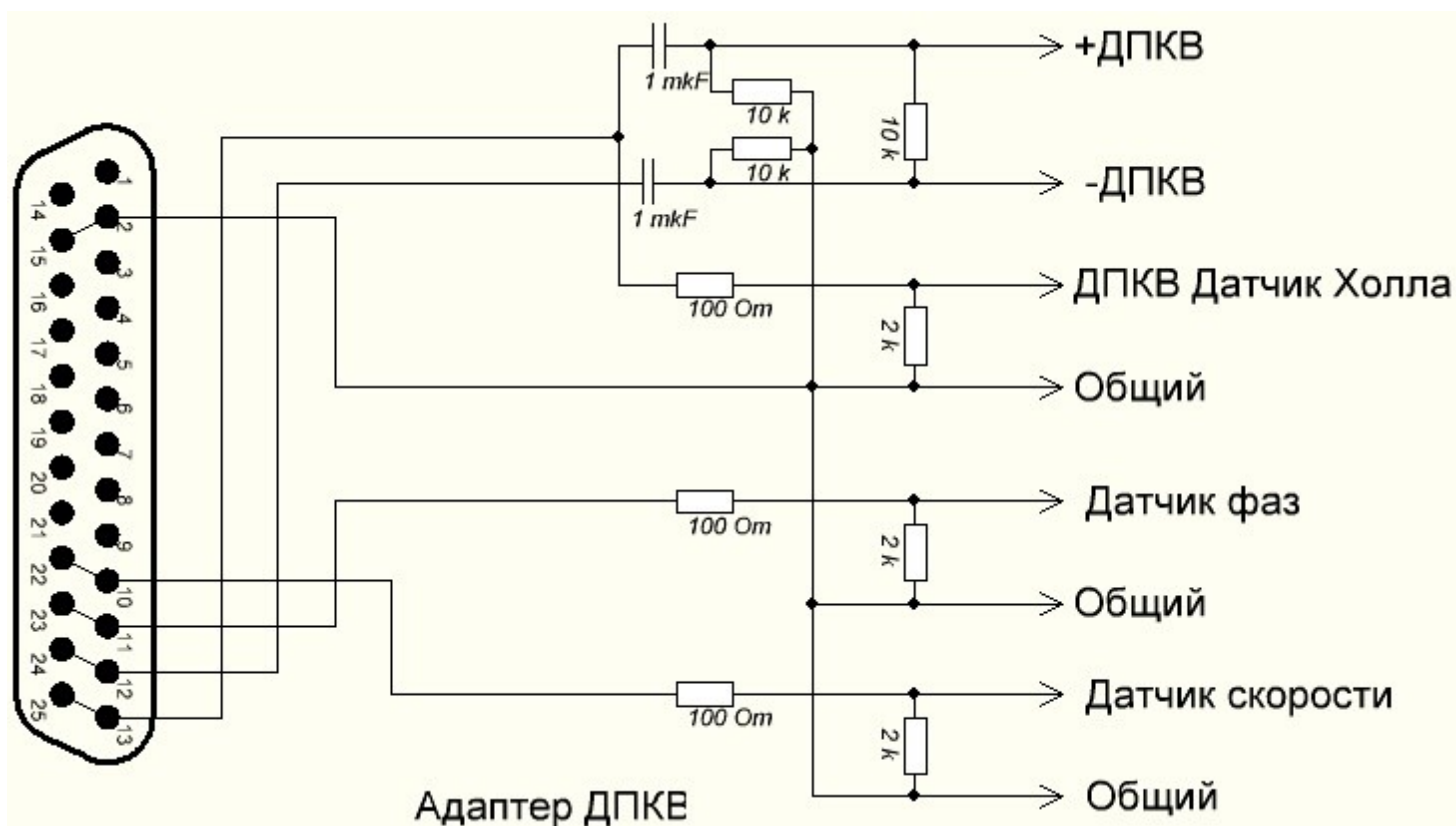 +ДПКВ
1 mkF
10 k
10 k
10 k
-ДПКВ
1 mkF
ДПКВ Датчик Холла
100 Om
2 k
Общий
Датчик фаз
100 Om
2 k
Общий
Датчик скорости
100 Om
2 k
Общий
Адаптер ДПКВ
1
2
3
4
5
6
7
8
9
10
11
12
13
14
15
16
17
18
19
20
21
22
23
24
25